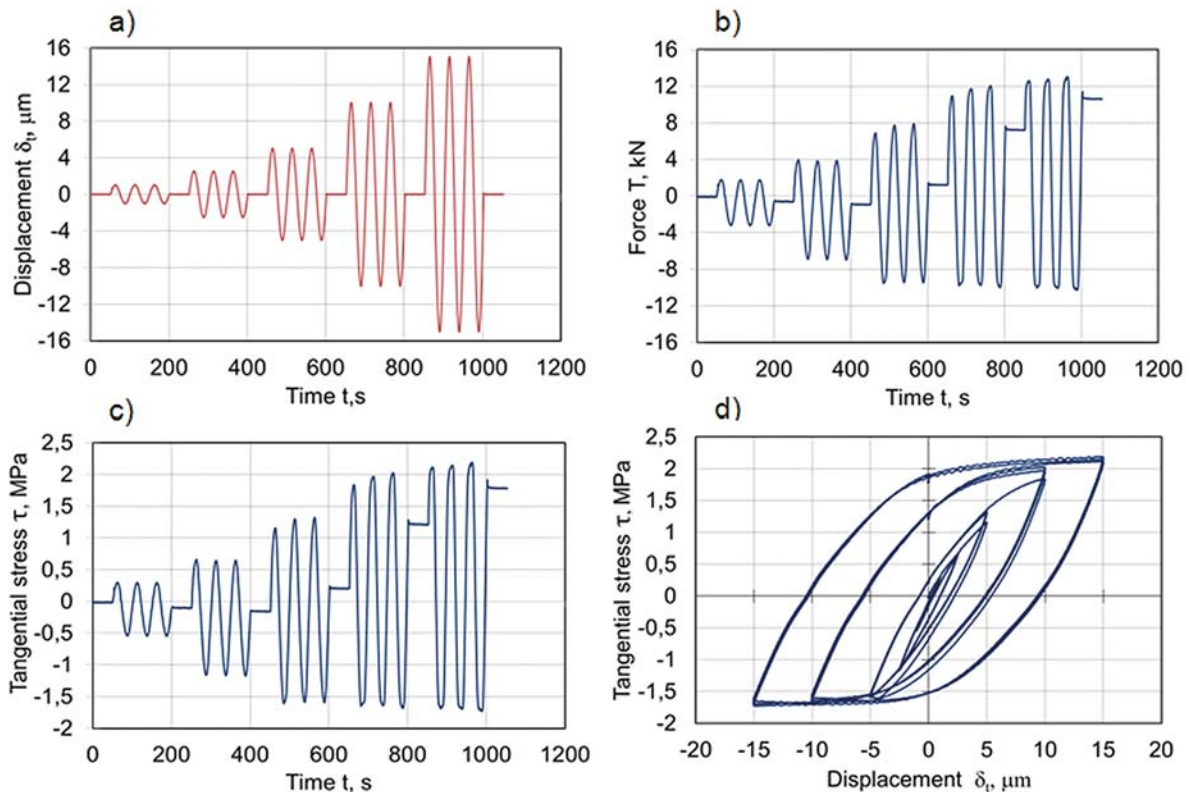 a)
Displacement δt, μm
16
12
8
4
0
-4
-8
-12
-16
0 200 400 600 800 1000 1200
Time t,s
b)
Force T, kN
16
12
8
4
0
-4
-8
-12
-16
0 200 400 600 800 1000 1200
Time t, s
c)
Tangential stress τ, MPa
2,5
2
1,5
1
0,5
0
-0,5
-1
-1,5
-2
0 200 400 600 800 1000 1200
Time t, s
d)
Tangential stress τ, MPa
2,5
2
1,5
1
0,5
0
-0,5
-1
-1,5
-2
-20 -15 -10 -5 0 5 10 15 20
Displacement δt, μm